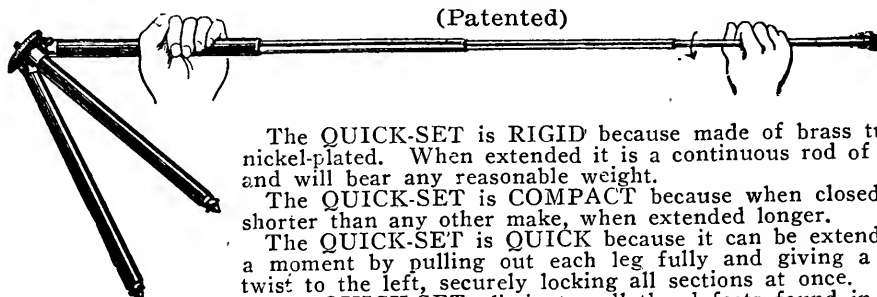 (Patented)
The QUICK-SET is RIGID because made of brass
nickel-plated. When extended it is a continuous rod of
and will bear any reasonable weight.
The QUICK-SET is COMPACT because when closed
shorter than any other make, when extended longer.
The QUICK-SET is QUICK because it can be
a moment by pulling out each leg fully and giving a
twist to the left, securely locking all sections at once.